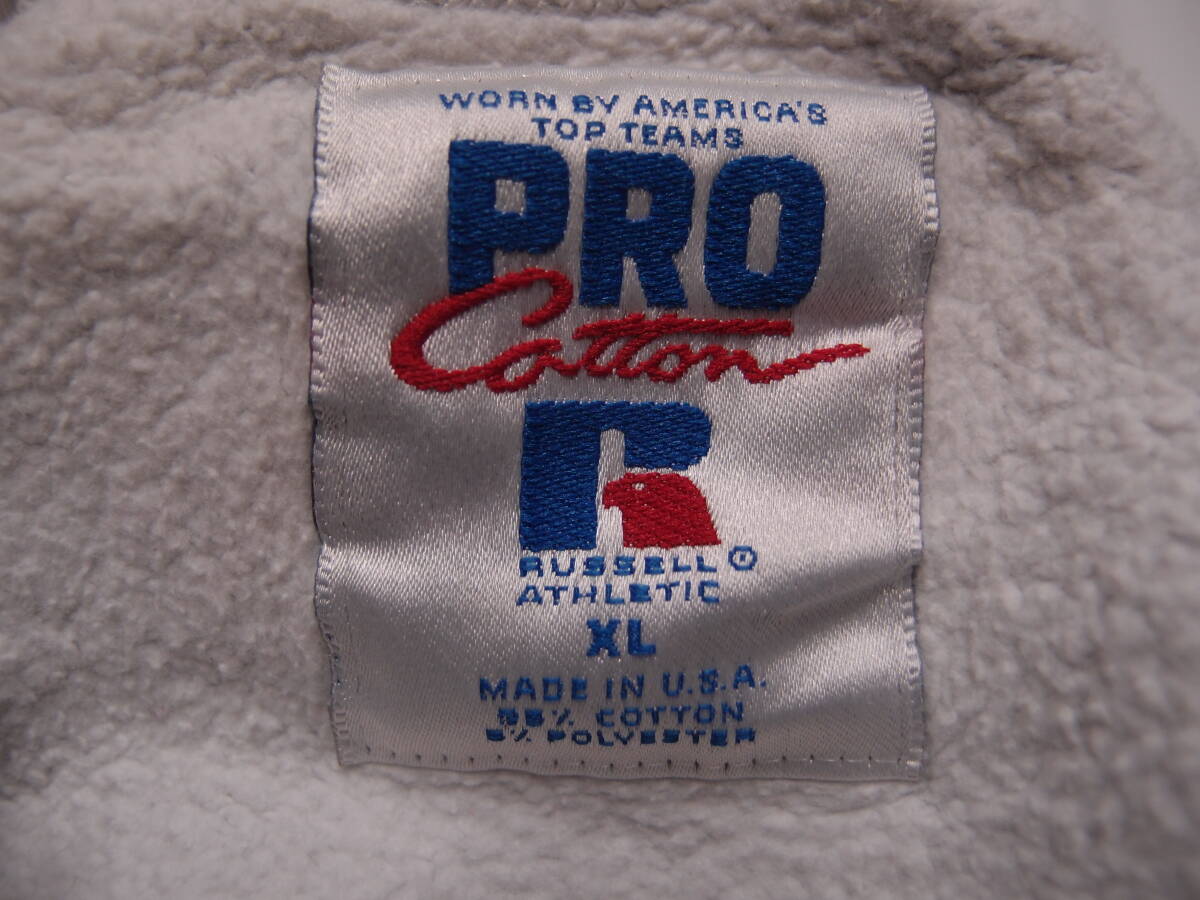 WORN BY AMERICA'S
TOP TEAMS
PRO
Cotton
R
RUSSELL ®
ATHLETIC
XL
MADE IN U.S.A.
95% COTTON
5% POLYESTER